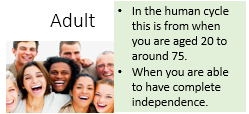 Adult
• In the human cycle
this is from when
you are aged 20 to
around 75.
• When you are able
to have complete
independence.